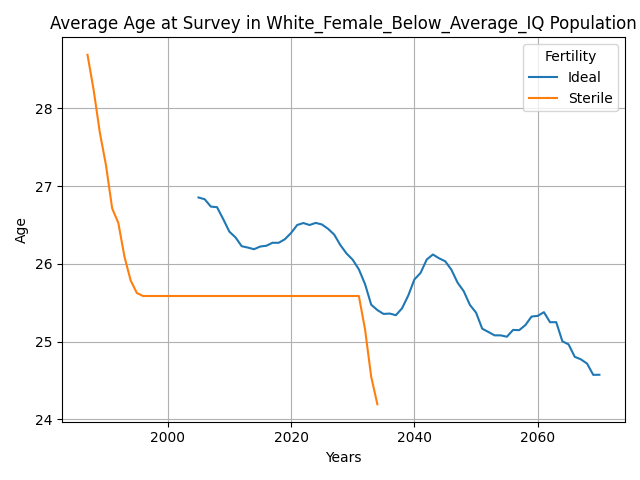 Average Age at Survey in White_Female_Below_Average_IQ Population
Fertility
Ideal
Sterile
Age
28
27
26
25
24
2000
2020
2040
2060
Years